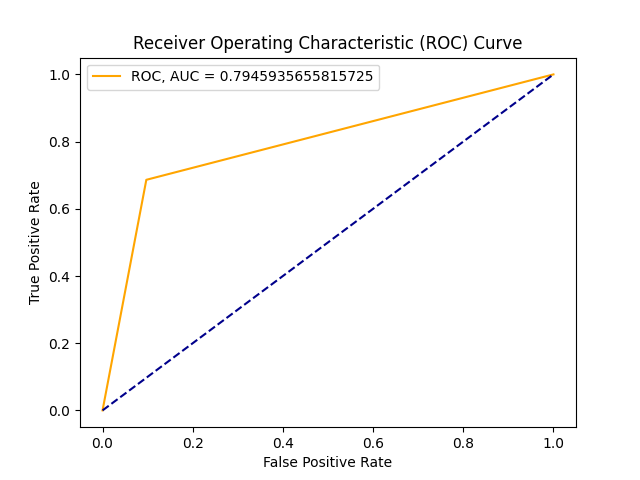 Receiver Operating Characteristic (ROC) Curve
ROC, AUC = 0.7945935655815725
1.0
0.8
0.6
0.4
0.2
0.0
True Positive Rate
0.0 0.2 0.4 0.6 0.8 1.0
False Positive Rate